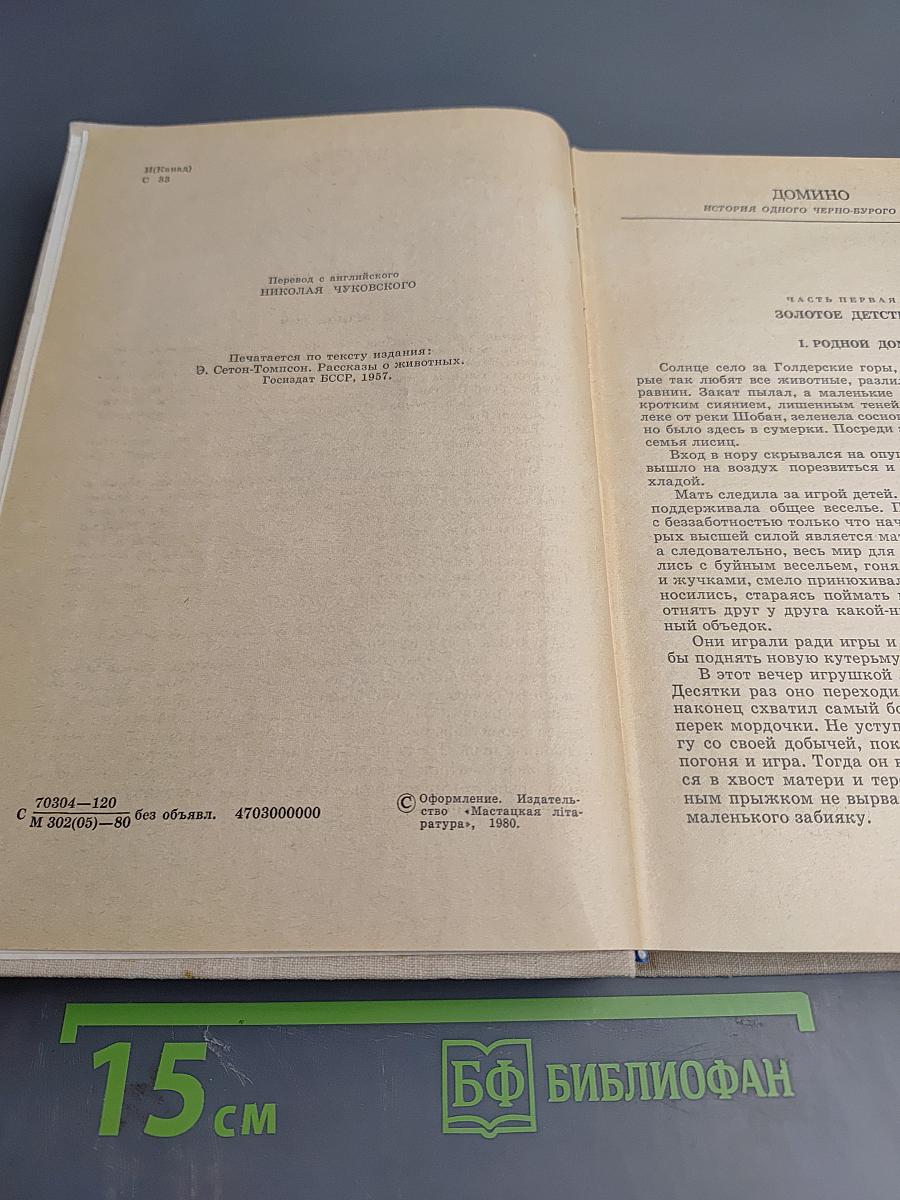 И(Канад)
С 33
Перевод с английского
НИКОЛАЯ ЧУКОВСКОГО
Печатается по тексту издания:
Э. Сетон-Томпсон. Рассказы о животных.
Госиздат БССР, 1957.
С 70304—120 / М 302(05)—80 без объявл. 4703000000
© Оформление. Издатель-
ство «Мастацкая літа-
ратура», 1980.
ДОМИНО
ИСТОРИЯ ОДНОГО ЧЕРНО-БУРОГО
ЧАСТЬ ПЕРВАЯ
ЗОЛОТОЕ ДЕТСТ
I. РОДНОЙ ДОМ
Солнце село за Голдерские горы,
рые так любят все животные, разли
равнин. Закат пылал, а маленькие
кротким сиянием, лишенным теней
леке от реки Шобан, зеленела соснов
но было здесь в сумерки. Посреди
семья лисиц.
Вход в нору скрывался на опу
вышло на воздух порезвиться и
хладой.
Мать следила за игрой детей.
поддерживала общее веселье. П
с беззаботностью только что нач
рых высшей силой является мат
а следовательно, весь мир для
лись с буйным весельем, гоня
и жучками, смело принюхивал
носились, стараясь поймать
отнять друг у друга какой-н
ный объедок.
Они играли ради игры и
бы поднять новую кутерьму
В этот вечер игрушкой
Десятки раз оно переходи
наконец схватил самый бо
перек мордочки. Не уступ
гу со своей добычей, пок
погоня и игра. Тогда он
ся в хвост матери и тере
ным прыжком не вырва
маленького забияку.
15 см
БФ БИБЛИОФАН